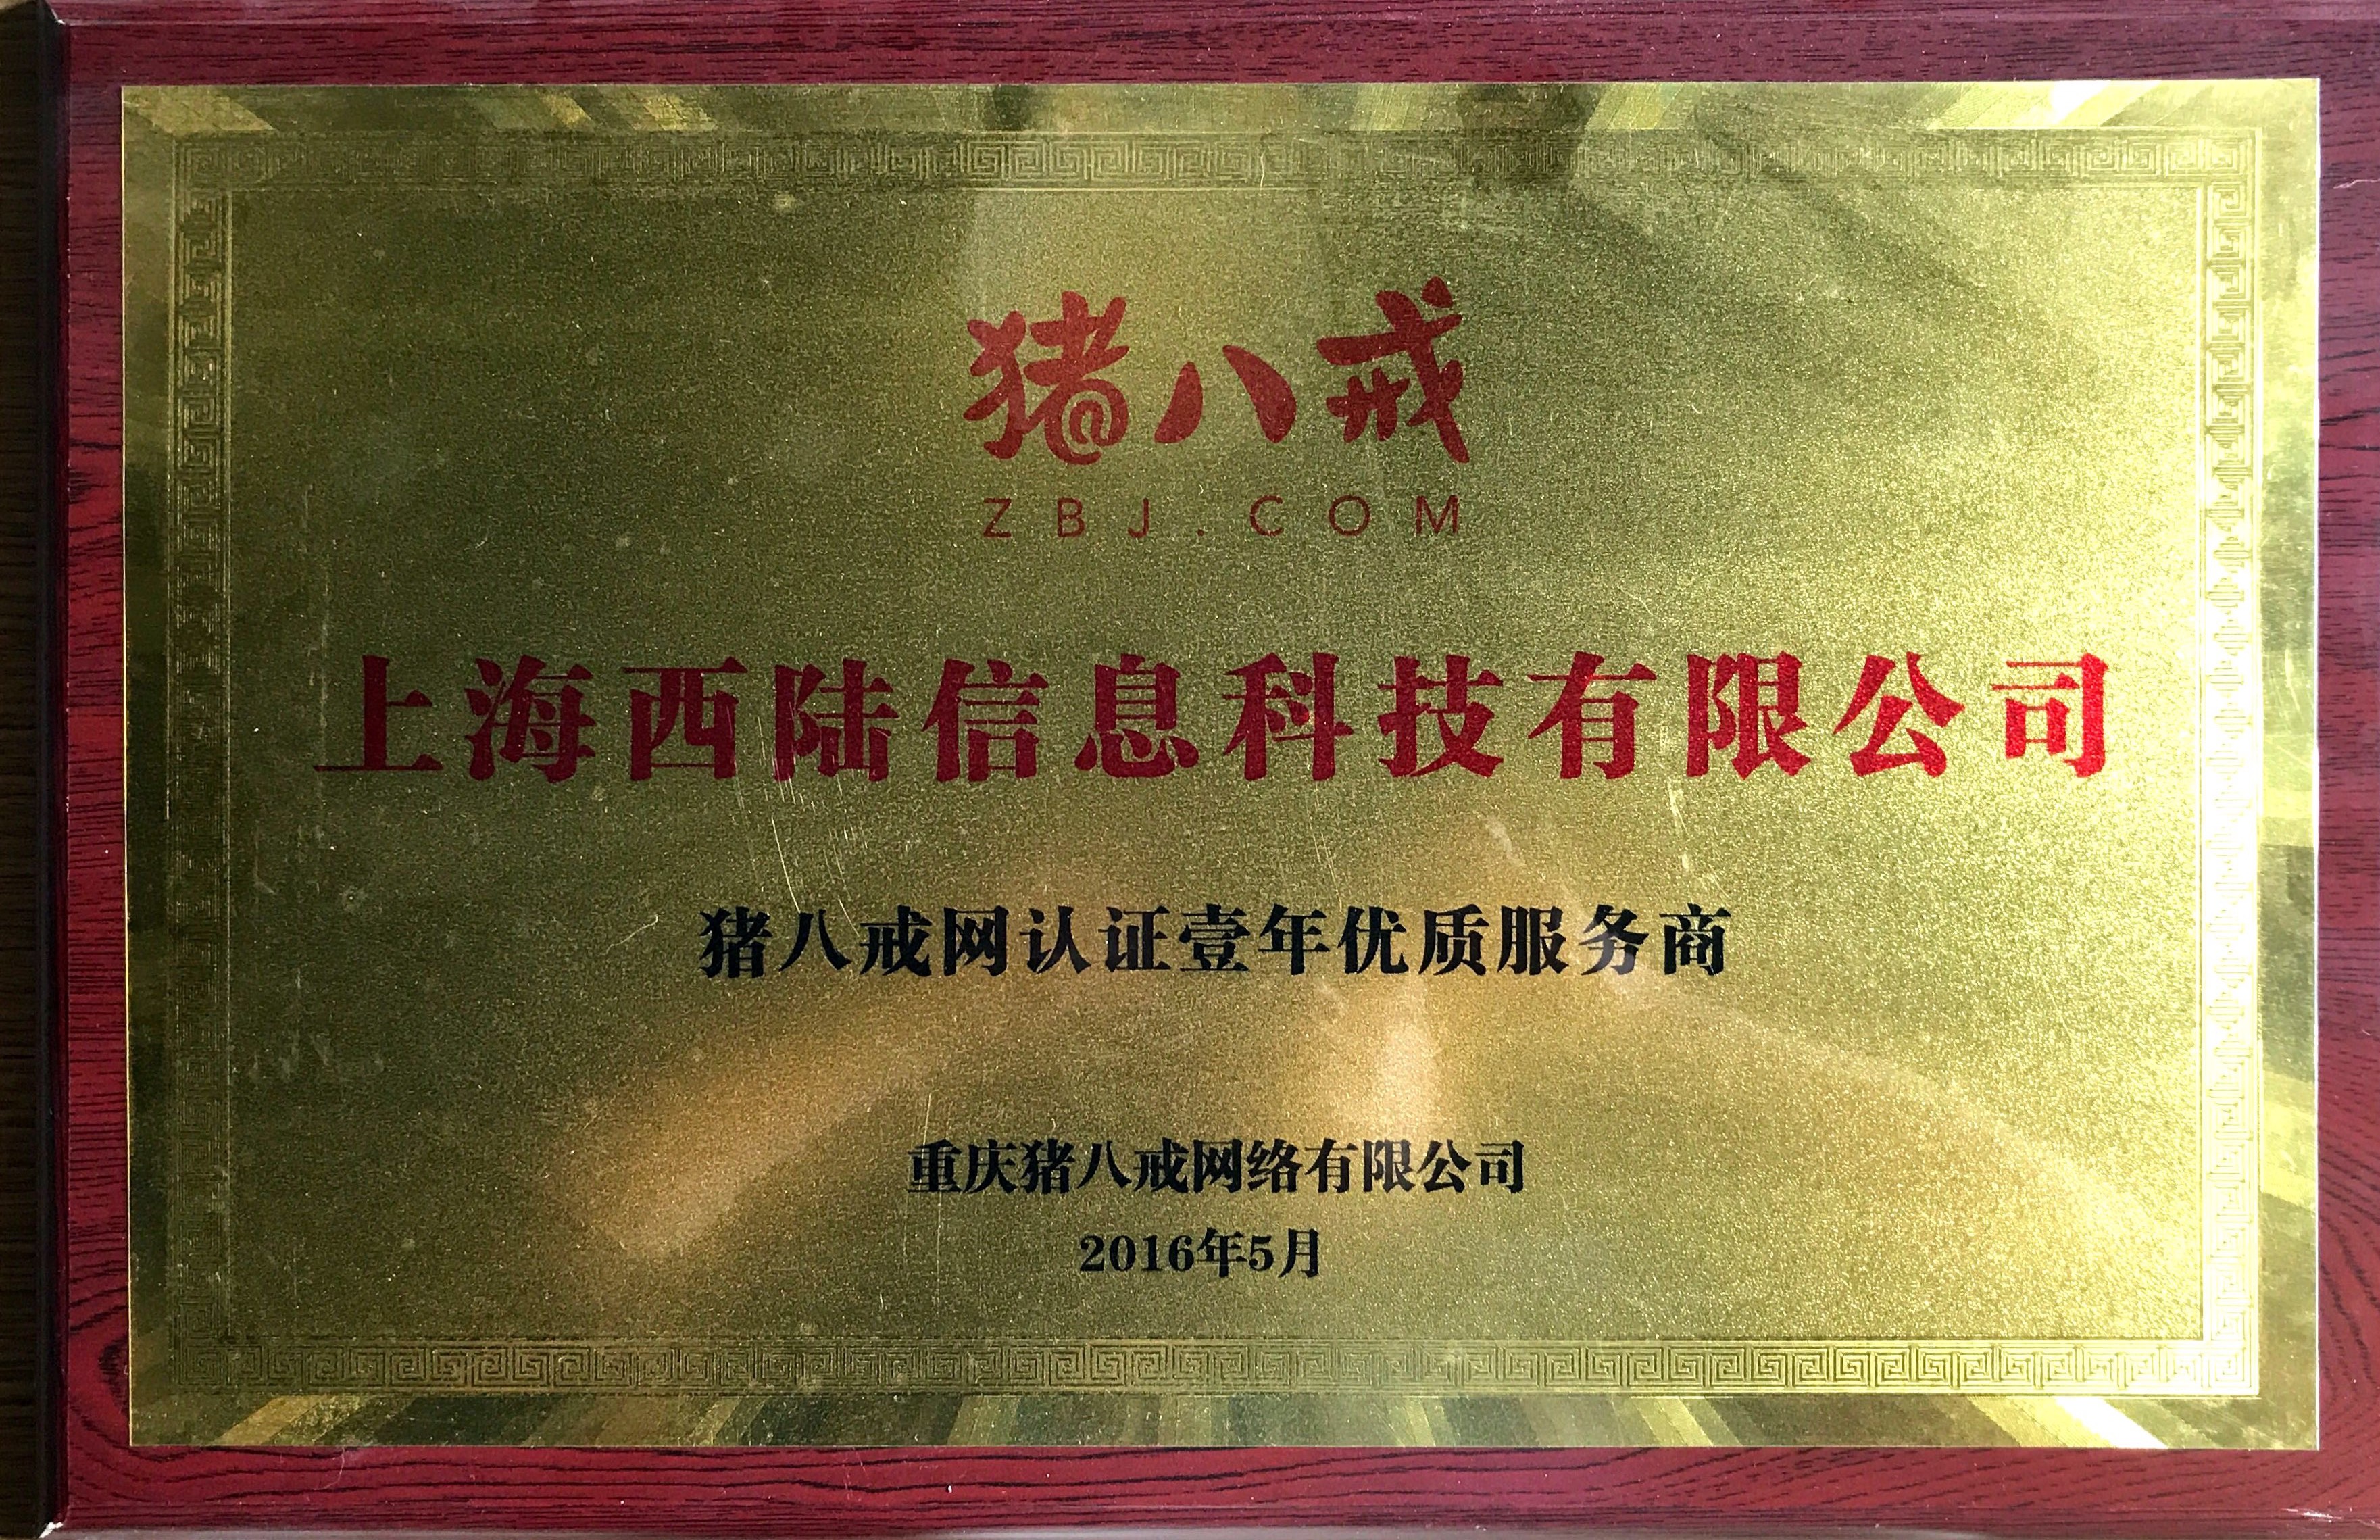 猪八戒
ZBJ.COM
上海西陆信息科技有限公司
猪八戒网认证壹年优质服务商
重庆猪八戒网络有限公司
2016年5月